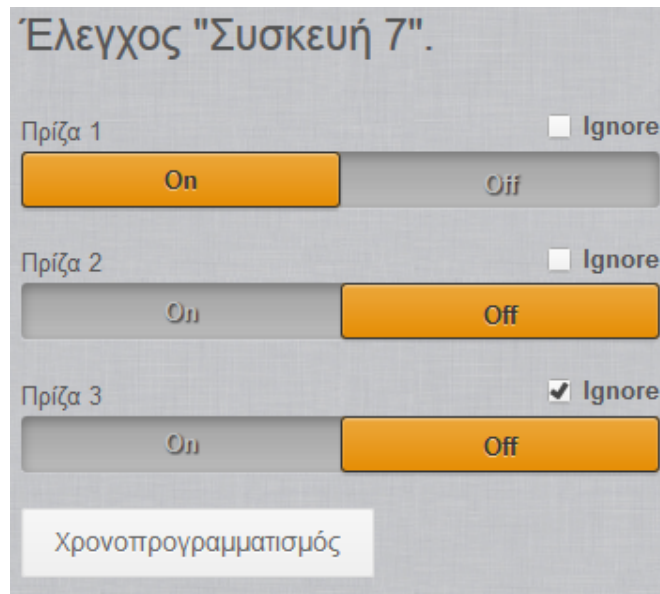 Έλεγχος "Συσκευή 7".
Πρίζα 1 Ignore
On Off
Πρίζα 2 Ignore
On Off
Πρίζα 3 Ignore
On Off
Χρονοπρογραμματισμός